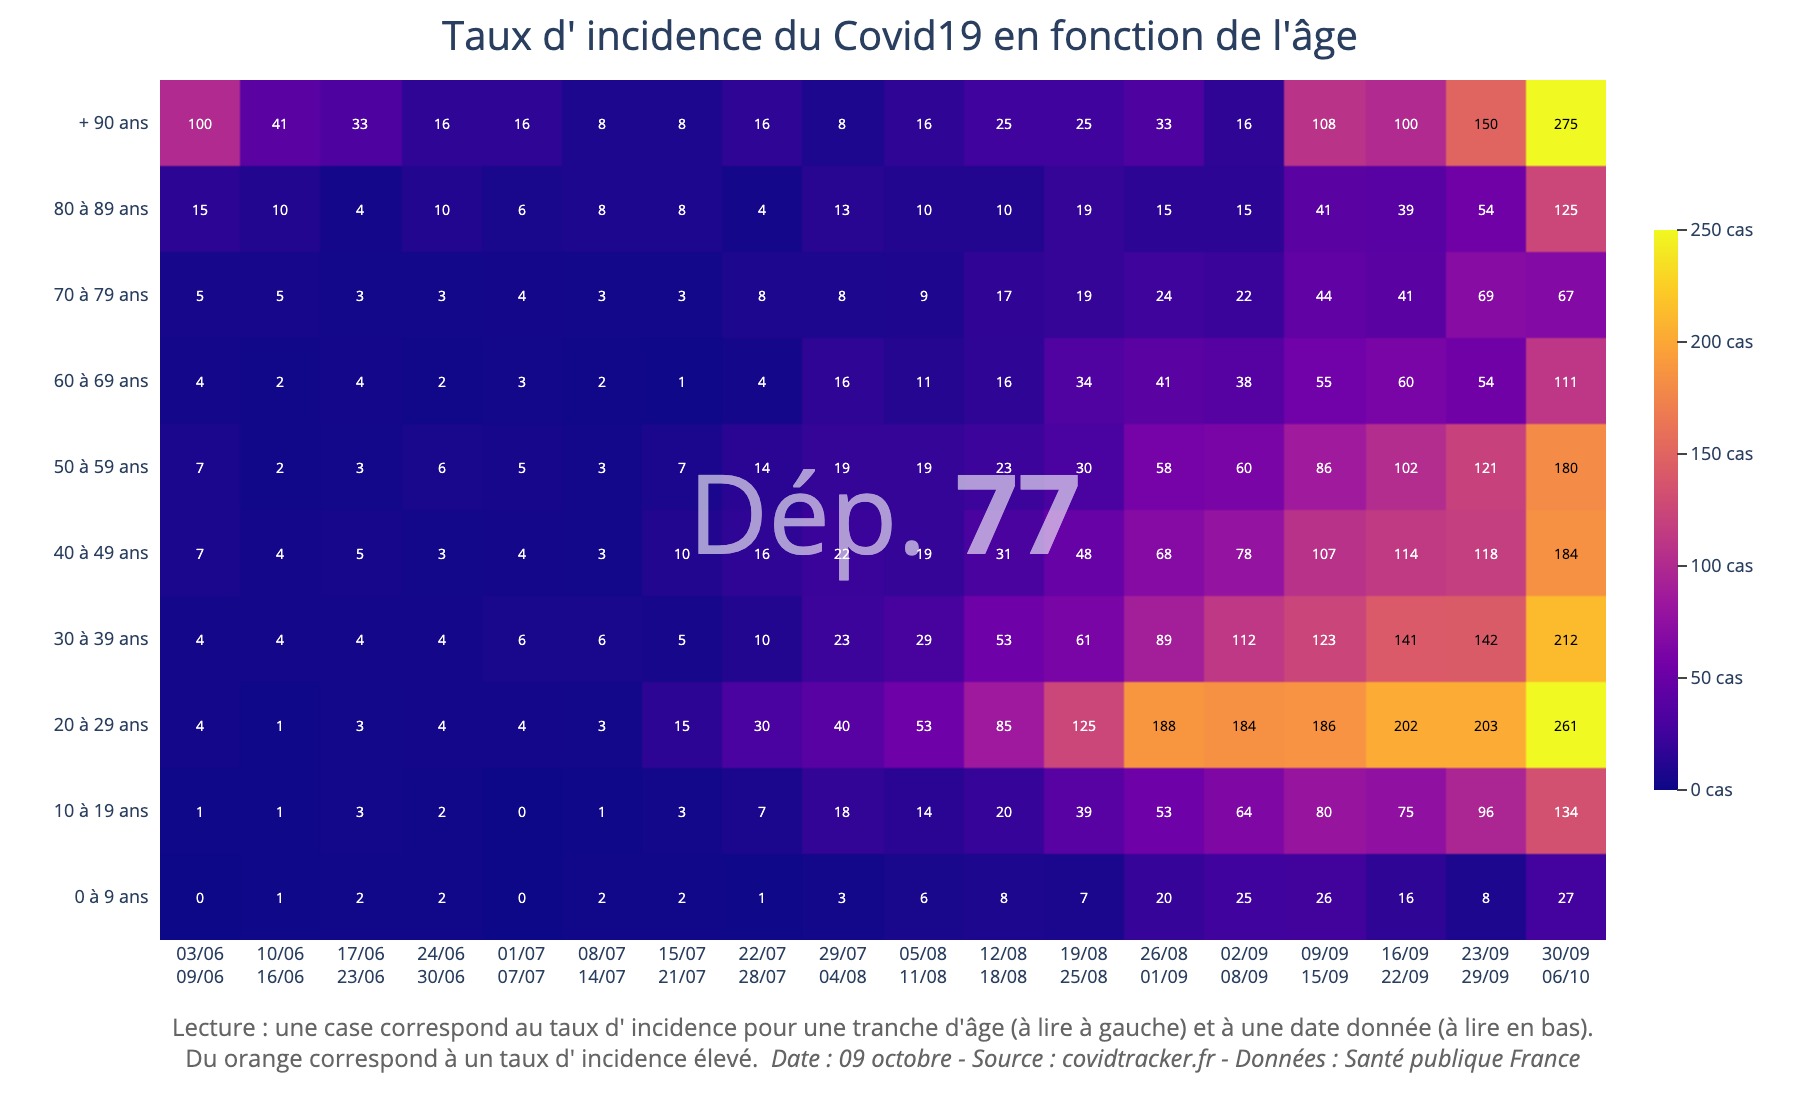 Taux d' incidence du Covid19 en fonction de l'âge
+ 90 ans 100 41 33 16 16 8 8 16 8 16 25 25 33 16 108 100 150 275
80 à 89 ans 15 10 4 10 6 8 8 4 13 10 10 19 15 15 41 39 54 125
250 cas
70 à 79 ans 5 5 3 3 4 3 3 8 8 9 17 19 24 22 44 41 69 67
200 cas
60 à 69 ans 4 2 4 2 3 2 1 4 16 11 16 34 41 38 55 60 54 111
150 cas
50 à 59 ans 7 2 3 6 5 3 7 14 19 19 23 30 58 60 86 102 121 180
Dép. 77
40 à 49 ans 7 4 5 3 4 3 10 16 22 19 31 48 68 78 107 114 118 184
100 cas
30 à 39 ans 4 4 4 4 6 6 5 10 23 29 53 61 89 112 123 141 142 212
50 cas
20 à 29 ans 4 1 3 4 4 3 15 30 40 53 85 125 188 184 186 202 203 261
0 cas
10 à 19 ans 1 1 3 2 0 1 3 7 18 14 20 39 53 64 80 75 96 134
0 à 9 ans 0 1 2 2 0 2 2 1 3 6 8 7 20 25 26 16 8 27
03/06 10/06 17/06 24/06 01/07 08/07 15/07 22/07 29/07 05/08 12/08 19/08 26/08 02/09 09/09 16/09 23/09 30/09
09/06 16/06 23/06 30/06 07/07 14/07 21/07 28/07 04/08 11/08 18/08 25/08 01/09 08/09 15/09 22/09 29/09 06/10
Lecture : une case correspond au taux d' incidence pour une tranche d'âge (à lire à gauche) et à une date donnée (à lire en bas).
Du orange correspond à un taux d' incidence élevé. Date : 09 octobre - Source : covidtracker.fr - Données : Santé publique France